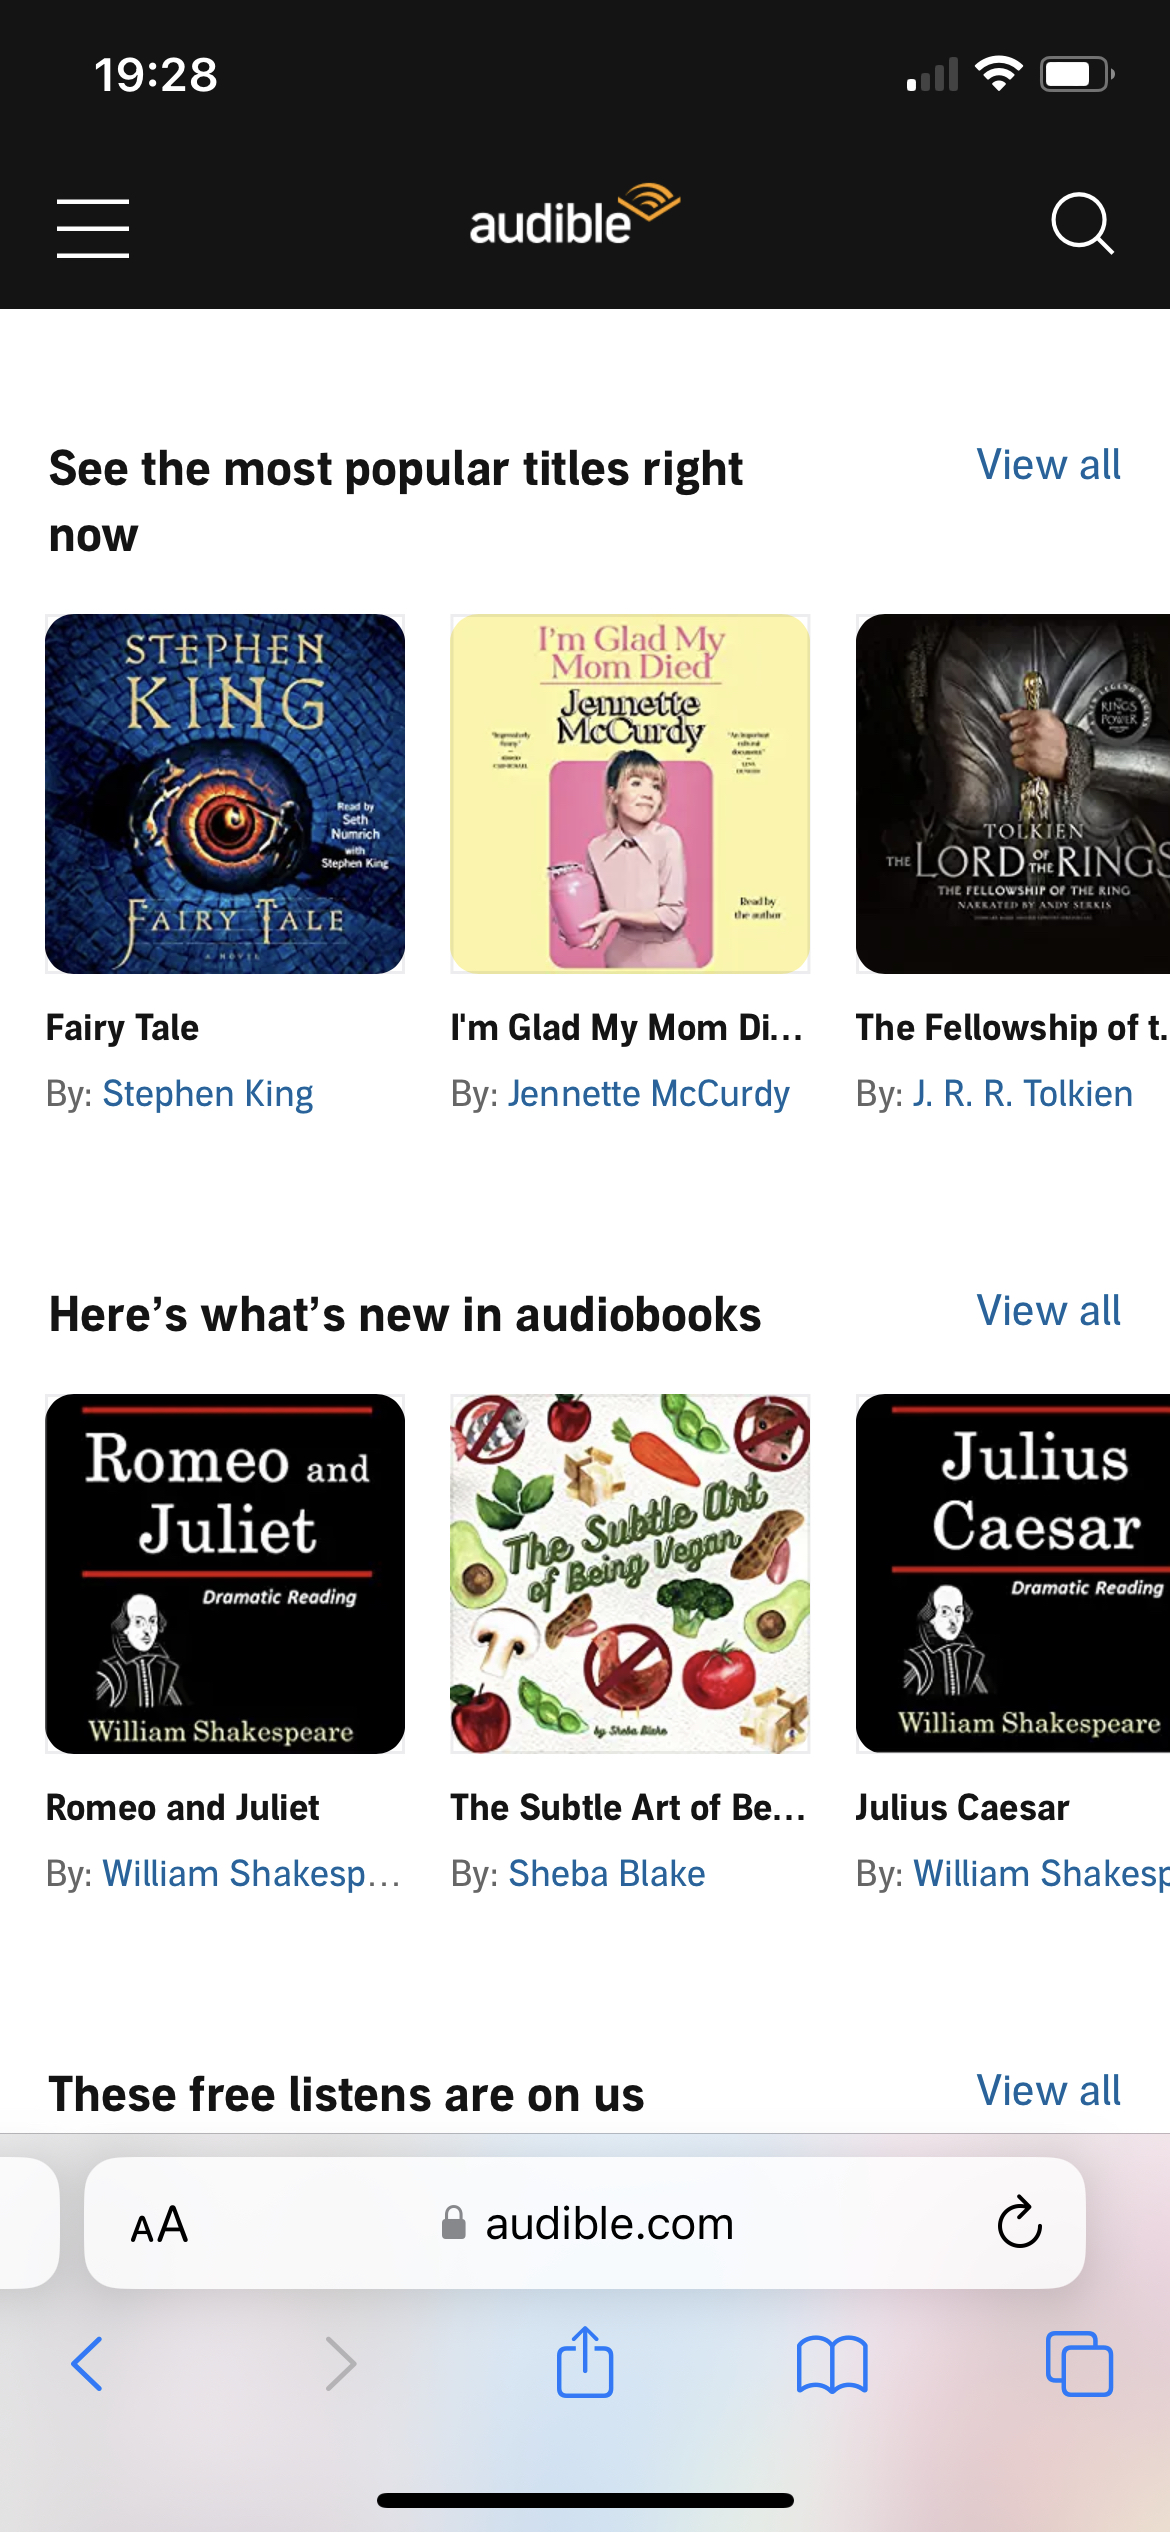 19:28
audible
See the most popular titles right
now
View all
STEPHEN
KING
Read by
Seth
Numrich
with
Stephen King
FAIRY TALE
A NOVEL
I'm Glad My
Mom Died
Jennette
McCurdy
Read by
the author
THE RINGS OF POWER
J.R.R.
TOLKIEN
THE LORD OF THE RINGS
THE FELLOWSHIP OF THE RING
NARRATED BY ANDY SERKIS
Fairy Tale
By: Stephen King
I'm Glad My Mom Di...
By: Jennette McCurdy
The Fellowship of t.
By: J. R. R. Tolkien
Here’s what’s new in audiobooks
View all
Romeo and
Juliet
Dramatic Reading
William Shakespeare
The Subtle Art
of Being Vegan
by Sheba Blake
Julius
Caesar
Dramatic Reading
William Shakespeare
Romeo and Juliet
By: William Shakesp...
The Subtle Art of Be...
By: Sheba Blake
Julius Caesar
By: William Shakesp
These free listens are on us
View all
AA
audible.com